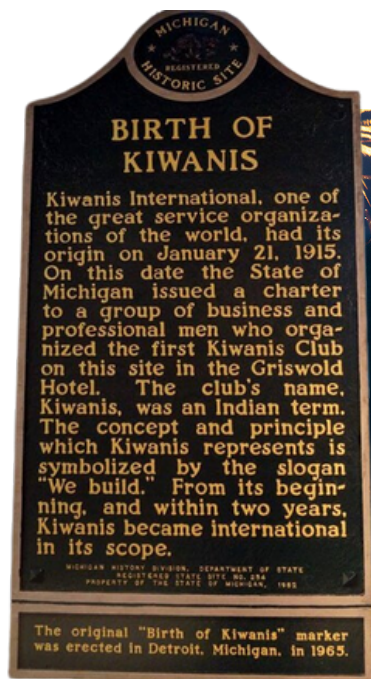 MICHIGAN
REGISTERED
HISTORIC SITE
BIRTH OF
KIWANIS
Kiwanis International, one of
the great service organiza-
tions of the world, had its
origin on January 21, 1915.
On this date the State of
Michigan issued a charter
to a group of business and
professional men who orga-
nized the first Kiwanis Club
on this site in the Griswold
Hotel. The club's name,
Kiwanis, was an Indian term.
The concept and principle
which Kiwanis represents is
symbolized by the slogan
"We build." From its begin-
ning, and within two years,
Kiwanis became international
in its scope.
MICHIGAN HISTORY DIVISION, DEPARTMENT OF STATE
REGISTERED STATE SITE NO. 254
PROPERTY OF THE STATE OF MICHIGAN, 1982
The original "Birth of Kiwanis" marker
was erected in Detroit, Michigan, in 1965.